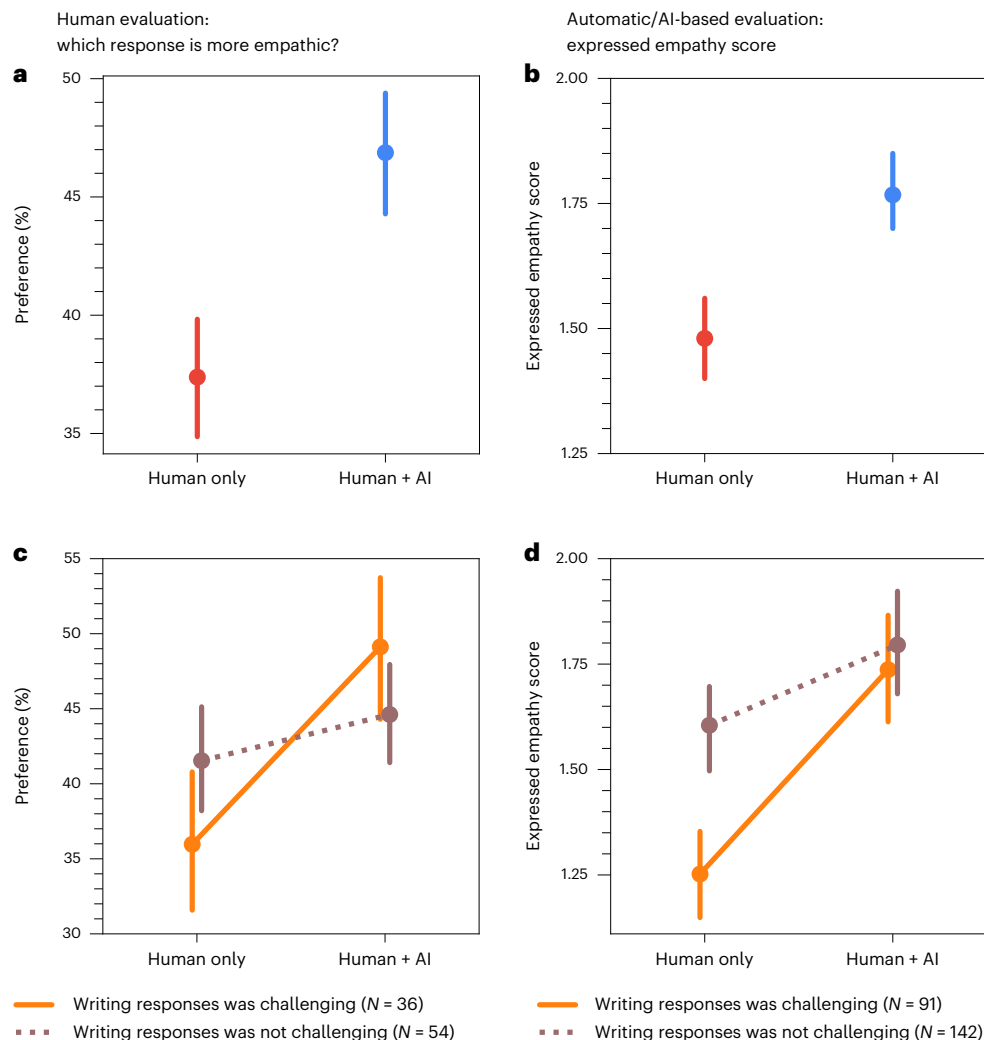 Human evaluation:
which response is more empathic?
Automatic/AI-based evaluation:
expressed empathy score
a
50
45
40
35
Preference (%)
Human only
Human + AI
b
2.00
1.75
1.50
1.25
Expressed empathy score
Human only
Human + AI
c
55
50
45
40
35
30
Preference (%)
Human only
Human + AI
d
2.00
1.75
1.50
1.25
Expressed empathy score
Human only
Human + AI
Writing responses was challenging (N = 36)
Writing responses was not challenging (N = 54)
Writing responses was challenging (N = 91)
Writing responses was not challenging (N = 142)